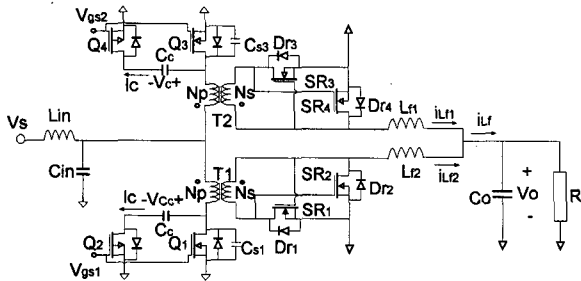 Vgs2
Q4
Q3
Cs3
Dr3
Cc
iC
-Vc+
SR3
SR4
Dr4
Np
Ns
T2
Lf1
iLf1
iLf
Vs
Lin
Cin
T1
Lf2
iLf2
Co
+
Vo
-
R
Np
Ns
SR2
Dr2
Ic
-VCc+
Cc
SR1
Q2
Q1
Cs1
Dr1
Vgs1